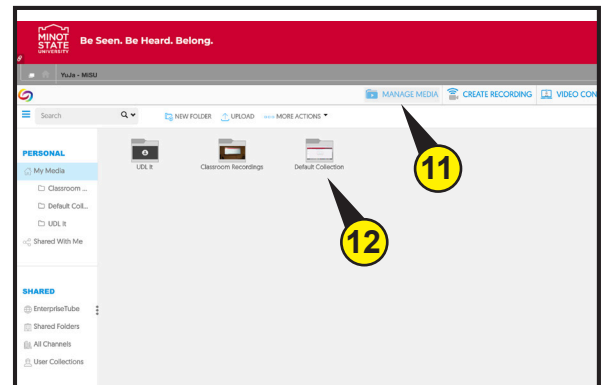 MINOT
STATE
UNIVERSITY
Be Seen. Be Heard. Belong.
YuJa - MiSU
MANAGE MEDIA
CREATE RECORDING
VIDEO CON
Search
NEW FOLDER
UPLOAD
MORE ACTIONS
11
PERSONAL
My Media
Classroom ...
Default Coll...
UDL It
Shared With Me
UDL It
Classroom Recordings
Default Collection
12
SHARED
EnterpriseTube
Shared Folders
All Channels
User Collections